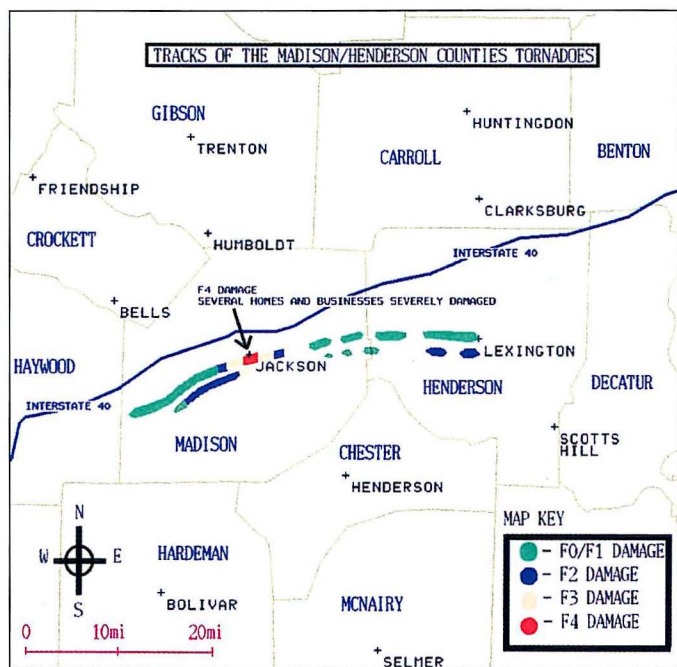 TRACKS OF THE MADISON/HENDERSON COUNTIES TORNADOES
GIBSON
TRENTON
HUNTINGDON
CARROLL
BENTON
FRIENDSHIP
CLARKSBURG
CROCKETT
HUMBOLDT
INTERSTATE 40
F4 DAMAGE
SEVERAL HOMES AND BUSINESSES SEVERELY DAMAGED
BELLS
HAYWOOD
JACKSON
LEXINGTON
HENDERSON
DECATUR
INTERSTATE 40
MADISON
SCOTTS
HILL
CHESTER
HENDERSON
N
W E
S
HARDEMAN
BOLIVAR
MCNAIRY
SELMER
0 10mi 20mi
MAP KEY
- F0/F1 DAMAGE
- F2 DAMAGE
- F3 DAMAGE
- F4 DAMAGE